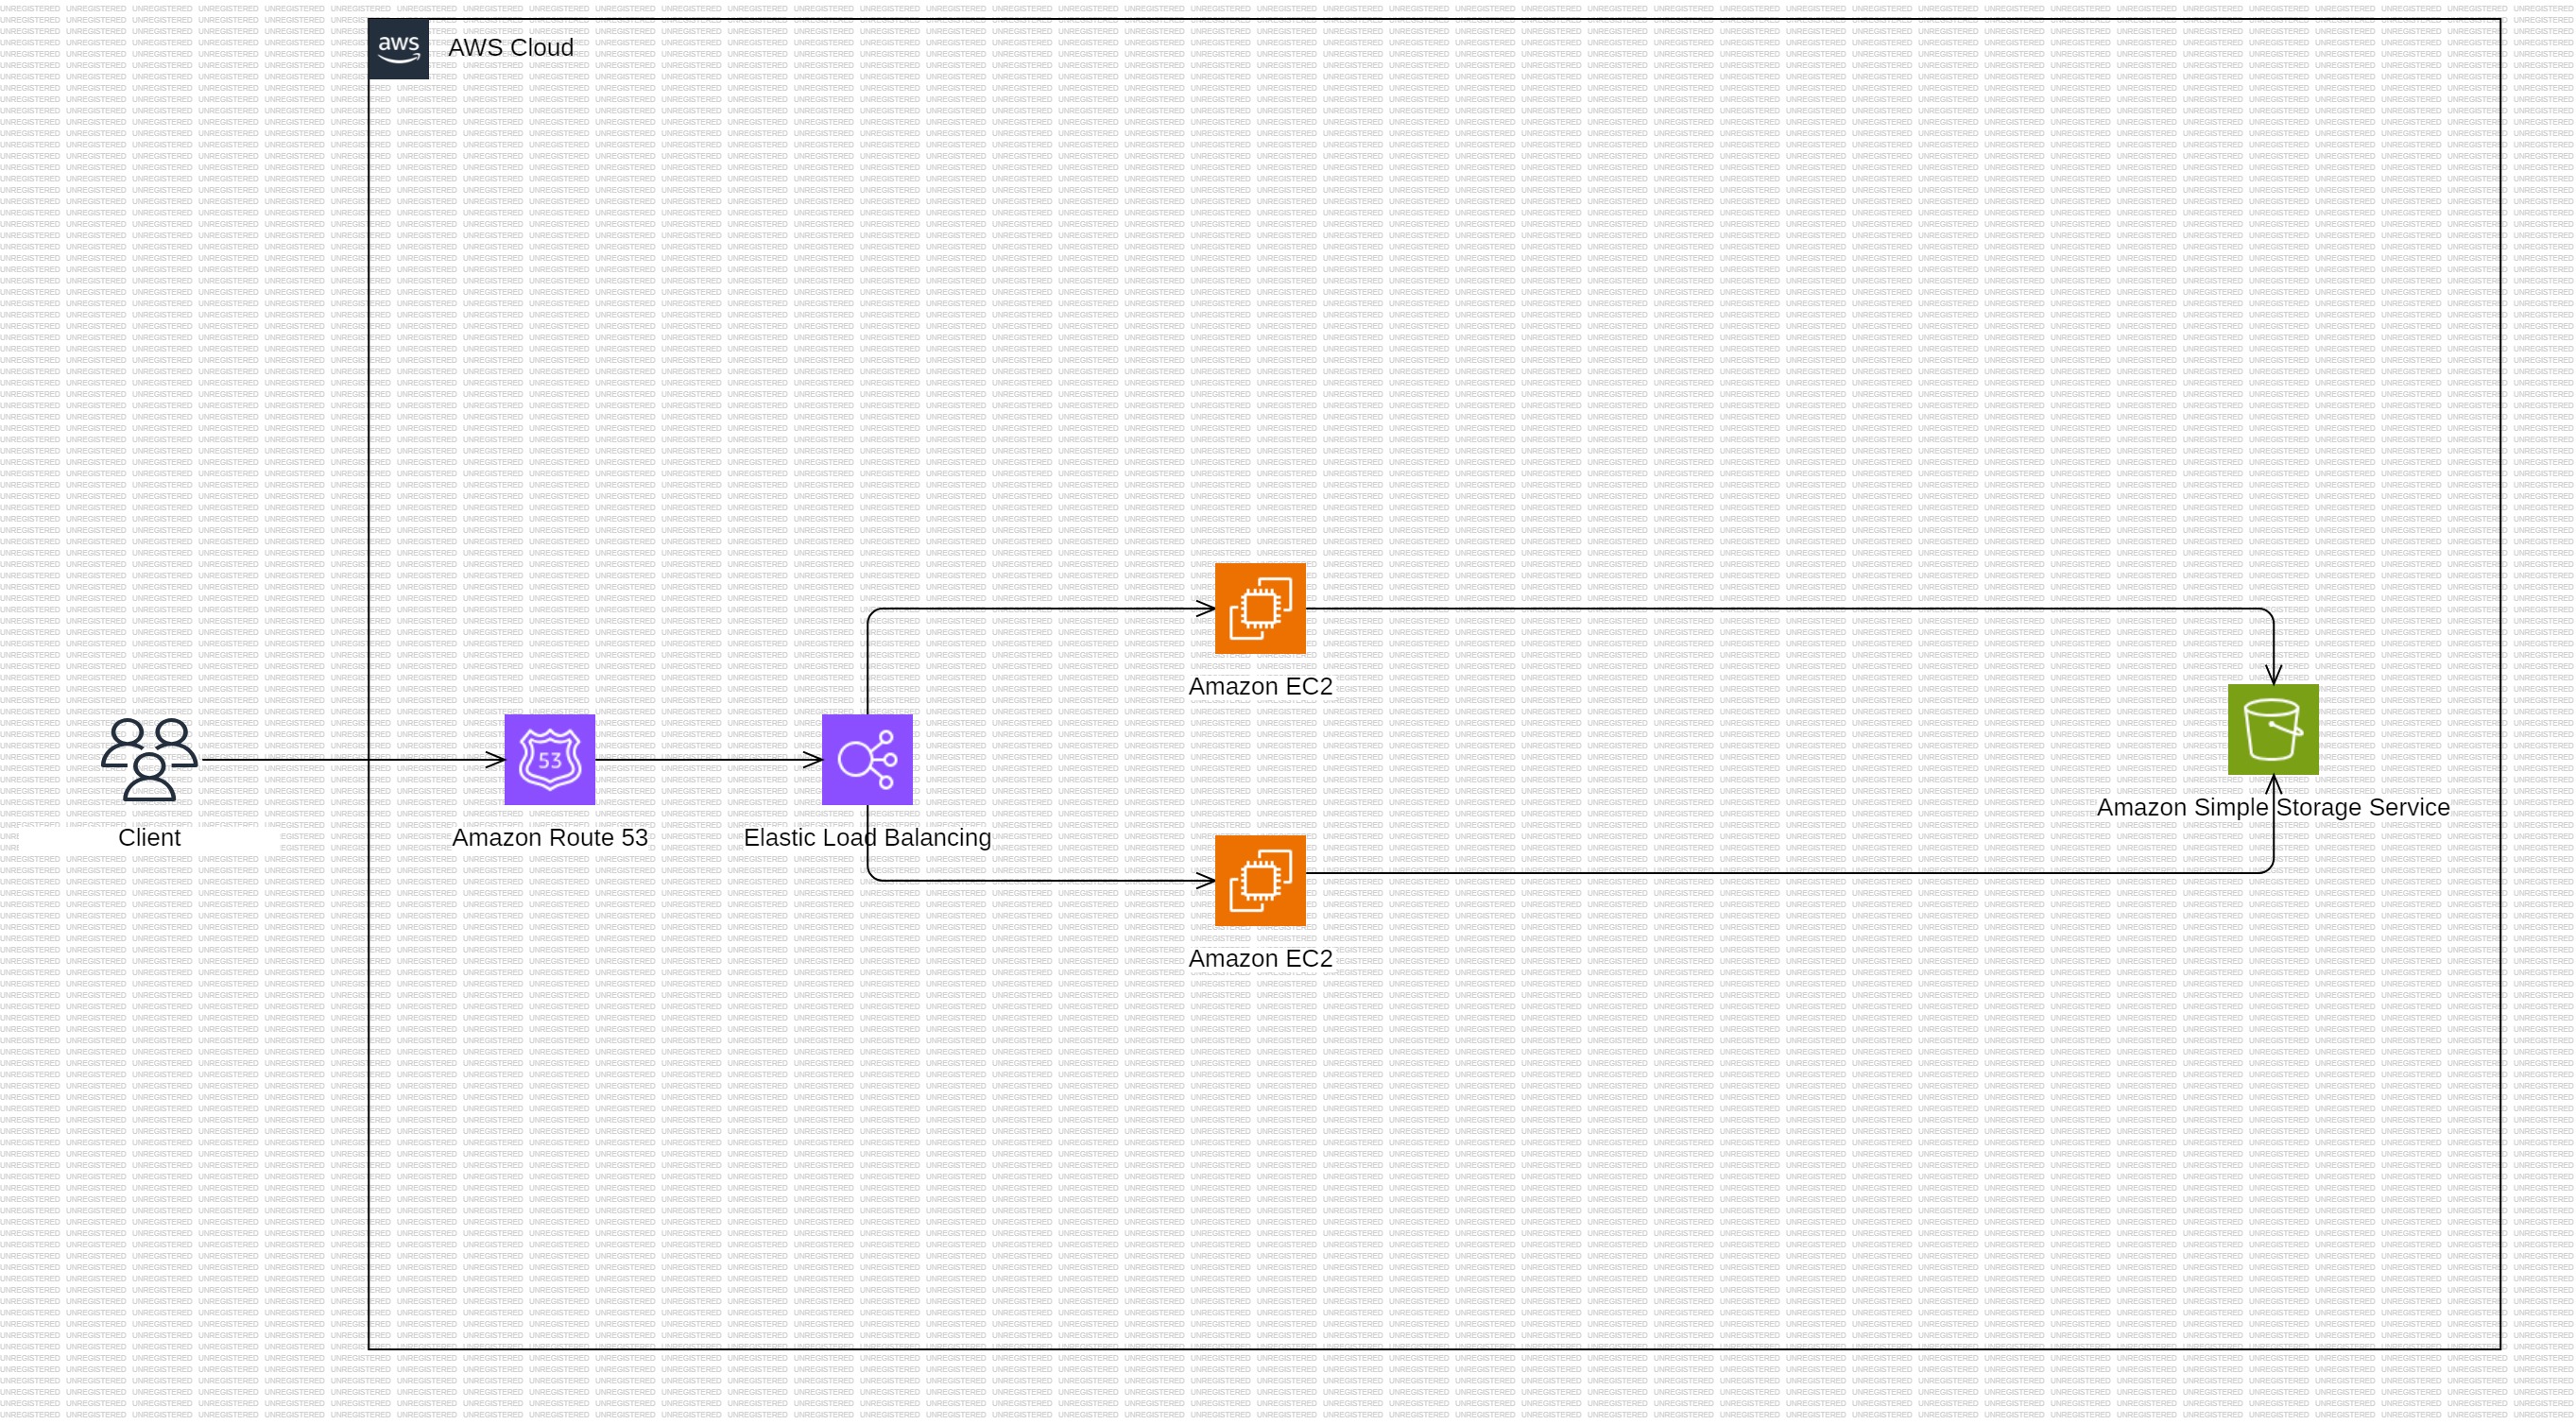 aws
AWS Cloud
Amazon EC2
53
Client
Amazon Route 53
Elastic Load Balancing
Amazon Simple Storage Service
Amazon EC2
UNREGISTERED